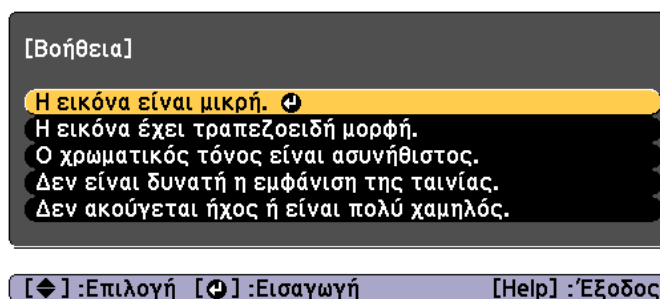 [Βοήθεια]
Η εικόνα είναι μικρή.
Η εικόνα έχει τραπεζοειδή μορφή.
Ο χρωματικός τόνος είναι ασυνήθιστος.
Δεν είναι δυνατή η εμφάνιση της ταινίας.
Δεν ακούγεται ήχος ή είναι πολύ χαμηλός.
[◆] :Επιλογή [↵] :Εισαγωγή [Help] :Έξοδος